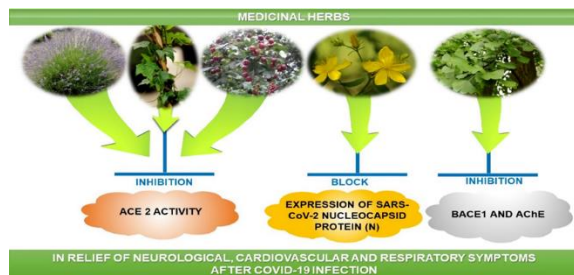 MEDICINAL HERBS
INHIBITION
BLOCK
INHIBITION
ACE 2 ACTIVITY
EXPRESSION OF SARS-
CoV-2 NUCLEOCAPSID
PROTEIN (N)
BACE1 AND AChE
IN RELIEF OF NEUROLOGICAL, CARDIOVASCULAR AND RESPIRATORY SYMPTOMS
AFTER COVID-19 INFECTION